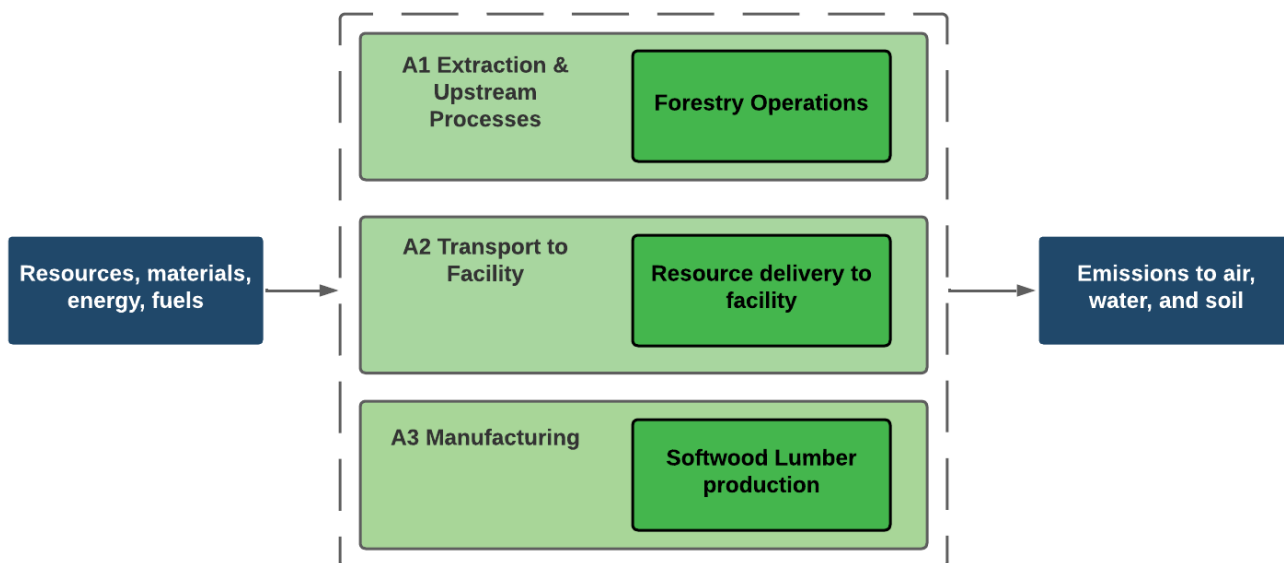 A1 Extraction &
Upstream
Processes
Forestry Operations
Resources, materials,
energy, fuels
A2 Transport to
Facility
Resource delivery to
facility
Emissions to air,
water, and soil
A3 Manufacturing
Softwood Lumber
production